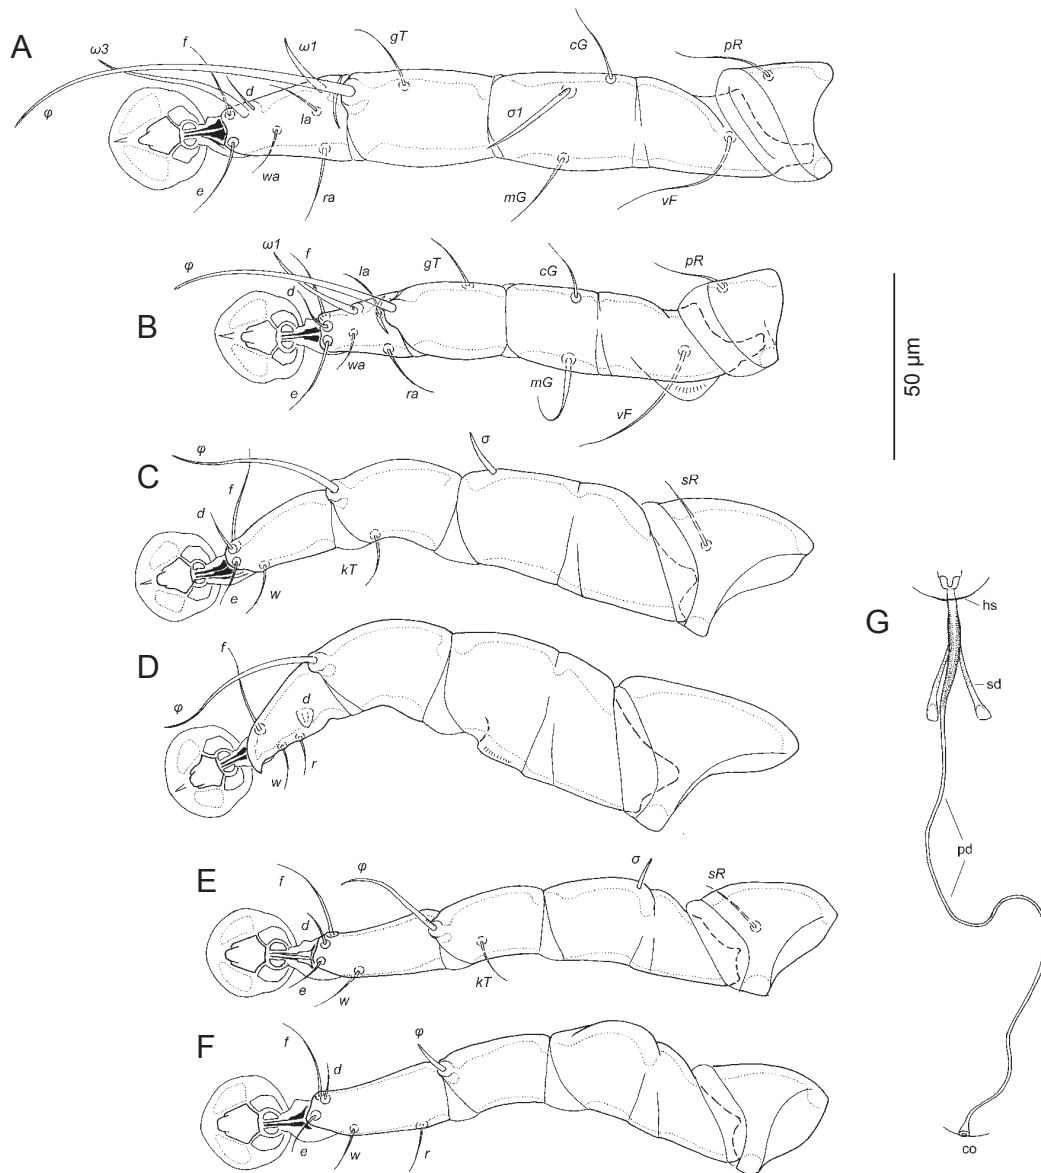 A
ω3
f
ω1
gT
cG
pR
φ
d
la
σ1
e
wa
ra
mG
vF
B
φ
ω1
f
la
gT
cG
pR
d
e
wa
ra
mG
vF
50 µm
C
φ
f
d
σ
sR
e
w
kT
D
f
φ
d
w
r
E
f
φ
σ
sR
d
e
w
kT
F
f
d
φ
e
w
r
G
hs
sd
pd
co